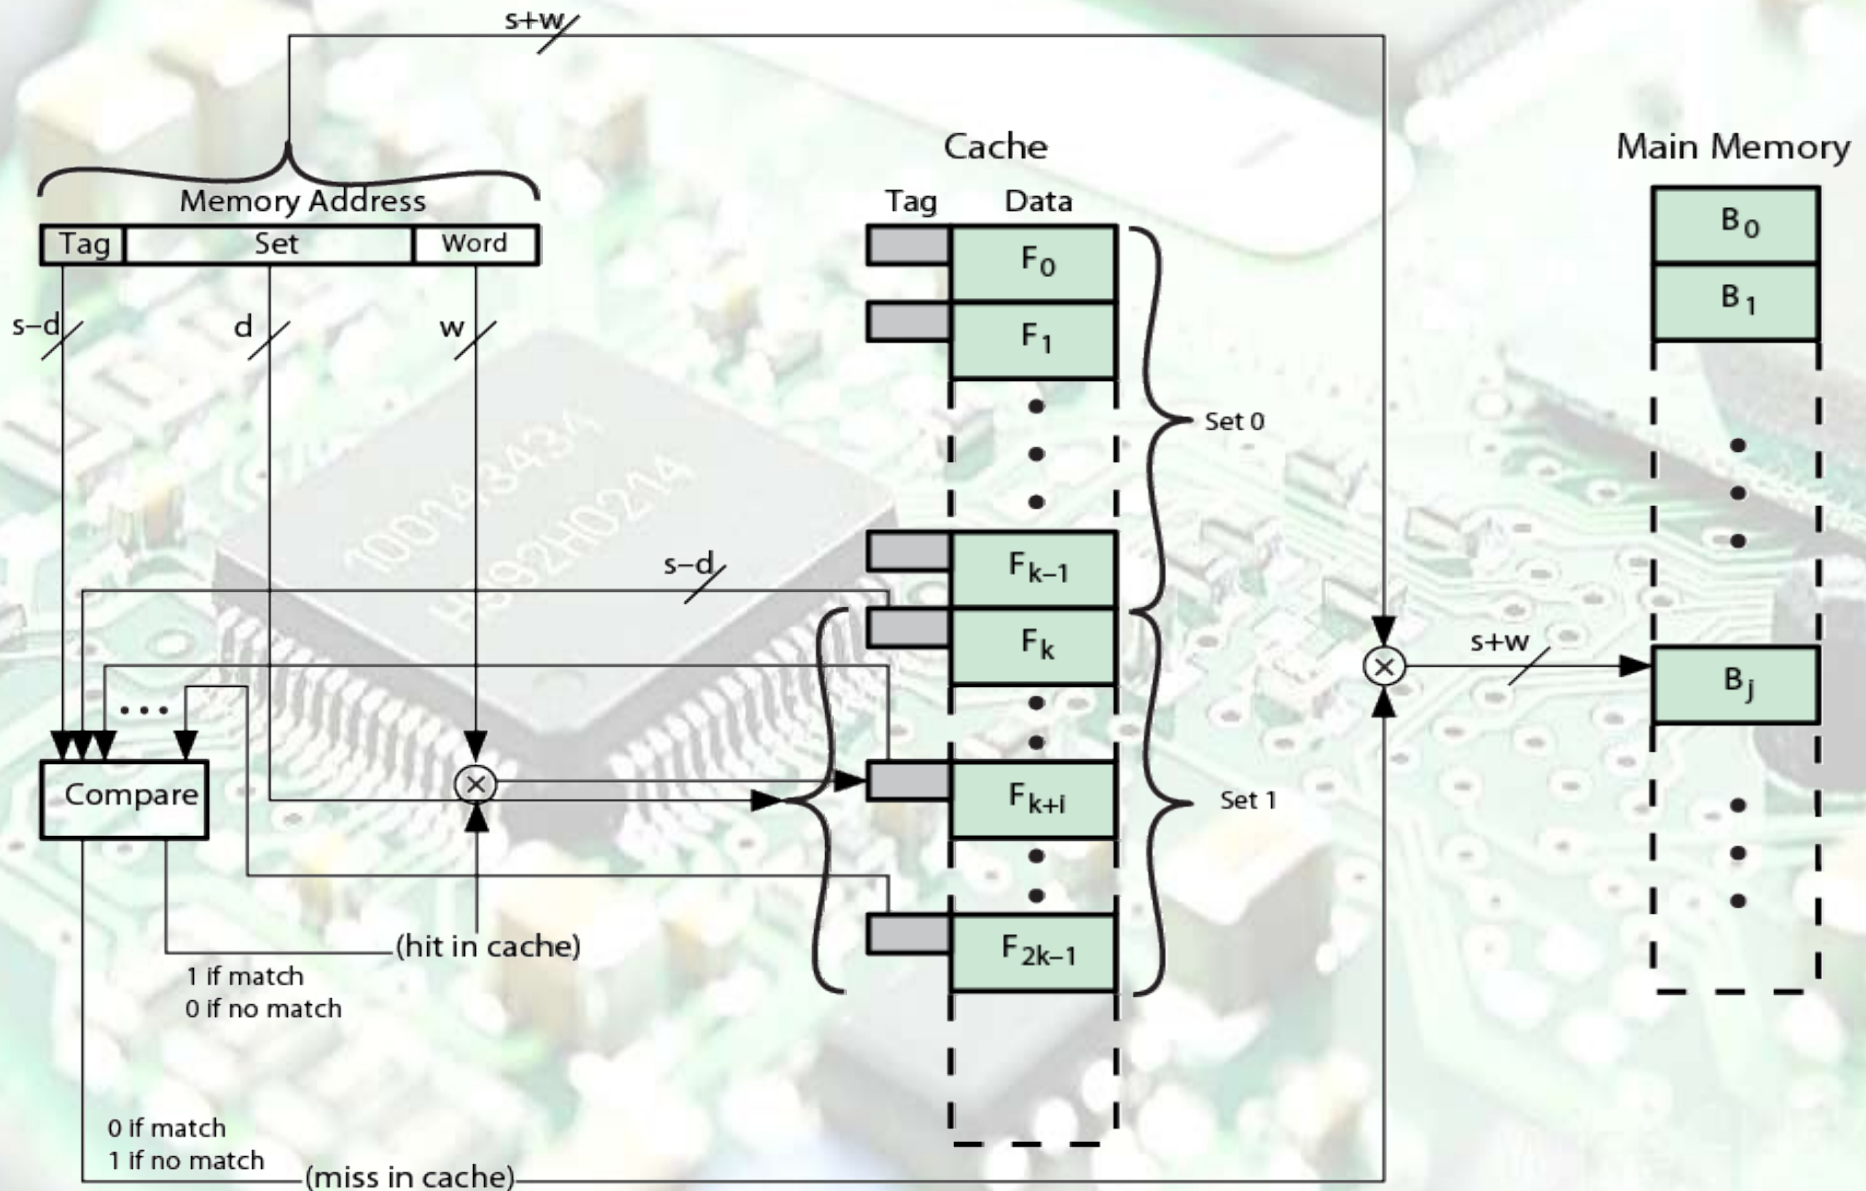 s+w
Cache
Main Memory
Memory Address
Tag Data
Tag Set Word
F0
F1
B0
B1
s–d
d
w
Set 0
s–d
Fk–1
Fk
s+w
Bj
Compare
Fk+i
Set 1
(hit in cache)
1 if match
0 if no match
F2k–1
0 if match
1 if no match
(miss in cache)